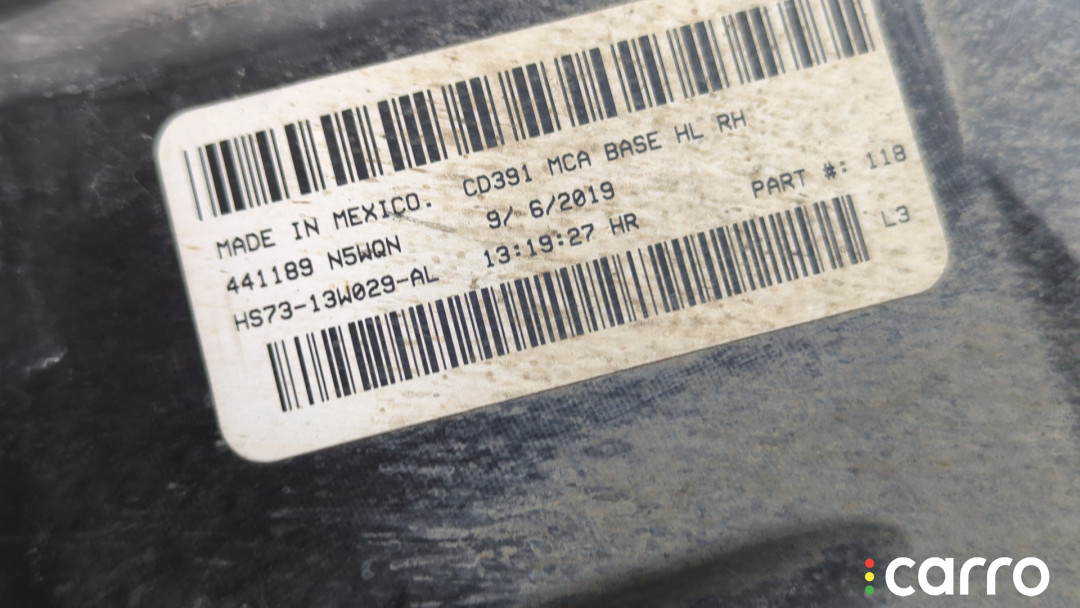 MADE IN MEXICO. CD391 MCA BASE HL RH
441189 N5WQN 9/ 6/2019 PART #: 118
HS73-13W029-AL 13:19:27 HR L3
carro